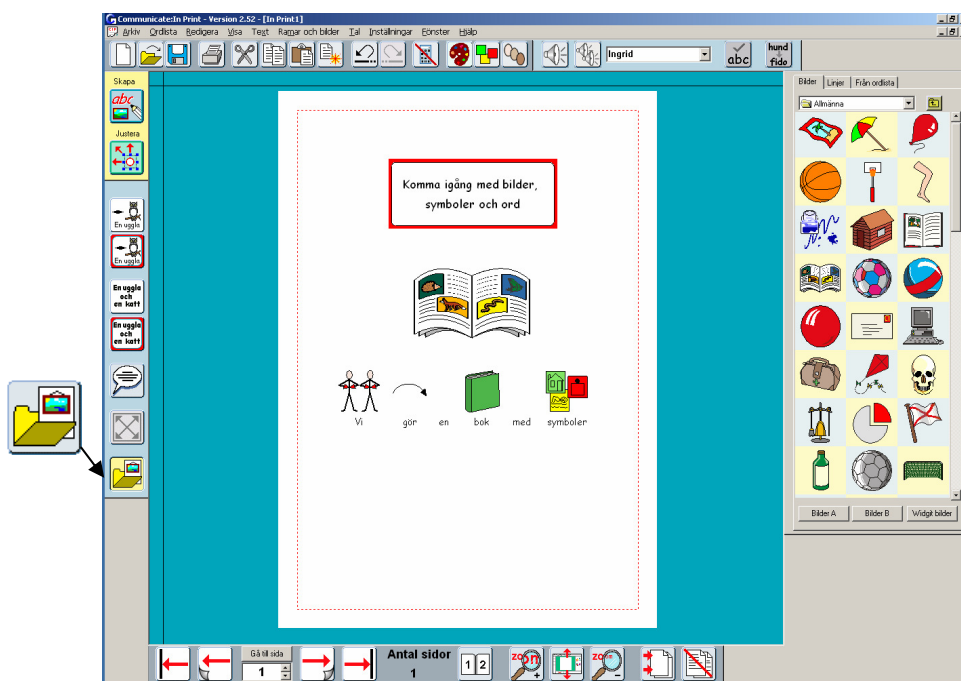 Communicate:In Print - Version 2.52 - [In Print1]
Arkiv Ordlista Redigera Visa Text Ramar och bilder Tal Inställningar Fönster Hjälp
Ingrid
abc
hund
fido
Skapa
abc
Justera
En uggla
En uggla
En uggla
och
en katt
En uggla
och
en katt
Komma igång med bilder,
symboler och ord
Vi gör en bok med symboler
Bilder Linjer Från ordlista
Allmänna
Bilder A Bilder B Widgit bilder
Gå till sida
1
Antal sidor
1
1 2
zoom
+
zoom
-